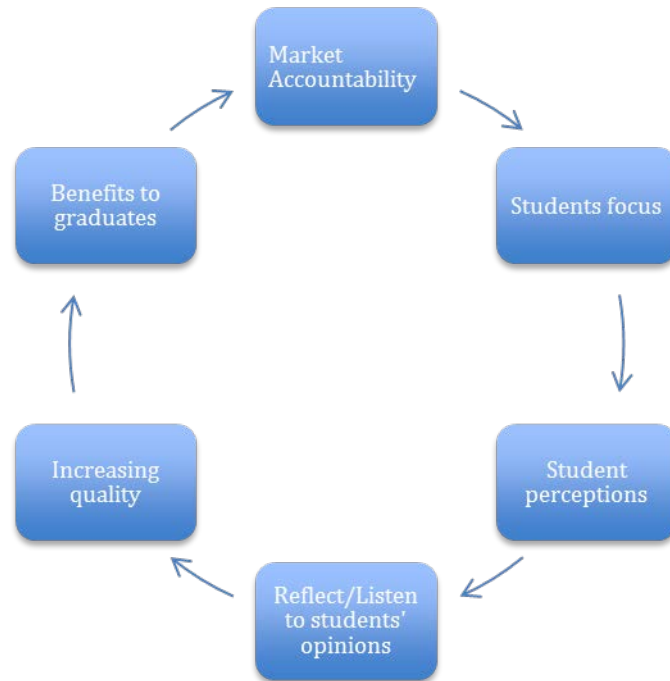 Market
Accountability
Students focus
Student
perceptions
Reflect/Listen
to students'
opinions
Increasing
quality
Benefits to
graduates